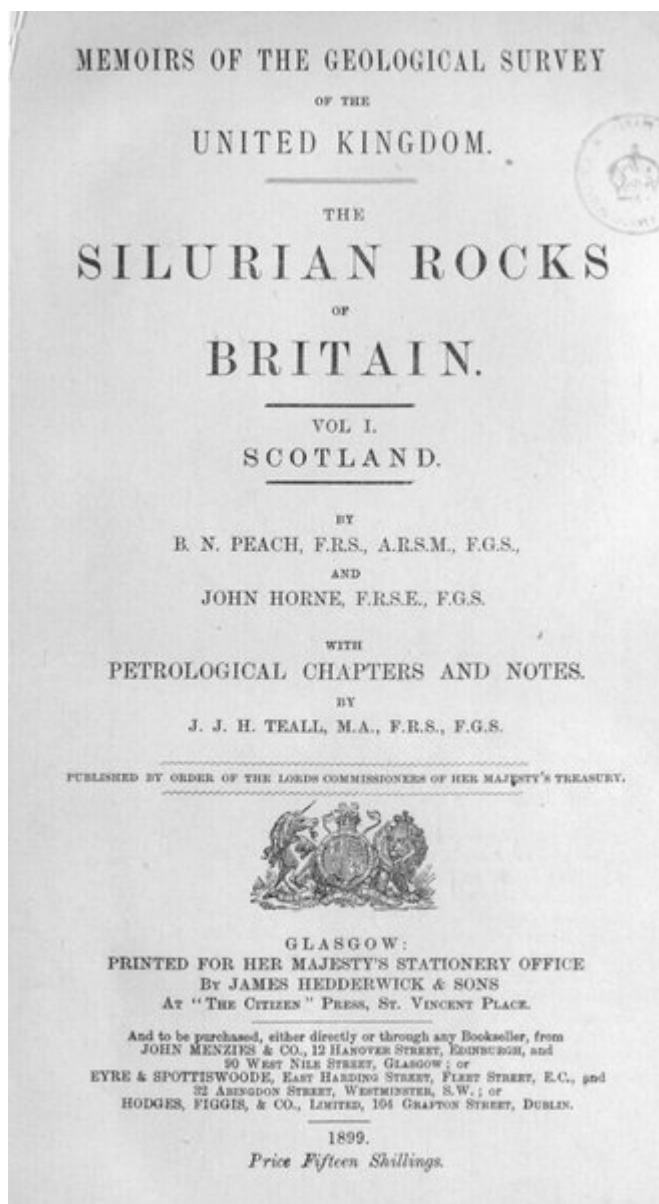 MEMOIRS OF THE GEOLOGICAL SURVEY
OF THE
UNITED KINGDOM.
THE
SILURIAN ROCKS
OF
BRITAIN.
VOL I.
SCOTLAND.
BY
B. N. PEACH, F.R.S., A.R.S.M., F.G.S.,
AND
JOHN HORNE, F.R.S.E., F.G.S.
WITH
PETROLOGICAL CHAPTERS AND NOTES.
BY
J. J. H. TEALL, M.A., F.R.S., F.G.S.
PUBLISHED BY ORDER OF THE LORDS COMMISSIONERS OF HER MAJESTY'S TREASURY.
GLASGOW:
PRINTED FOR HER MAJESTY'S STATIONERY OFFICE
BY JAMES HEDDERWICK & SONS
AT "THE CITIZEN" PRESS, ST. VINCENT PLACE.
And to be purchased, either directly or through any Bookseller, from
JOHN MENZIES & CO., 12 HANOVER STREET, EDINBURGH, and
90 WEST NILE STREET, GLASGOW; or
EYRE & SPOTTISWOODE, EAST HARDING STREET, FLEET STREET, E.C., and
32 ABINGDON STREET, WESTMINSTER, S.W.; or
HODGES, FIGGIS, & CO., LIMITED, 104 GRAFTON STREET, DUBLIN.
1899.
Price Fifteen Shillings.